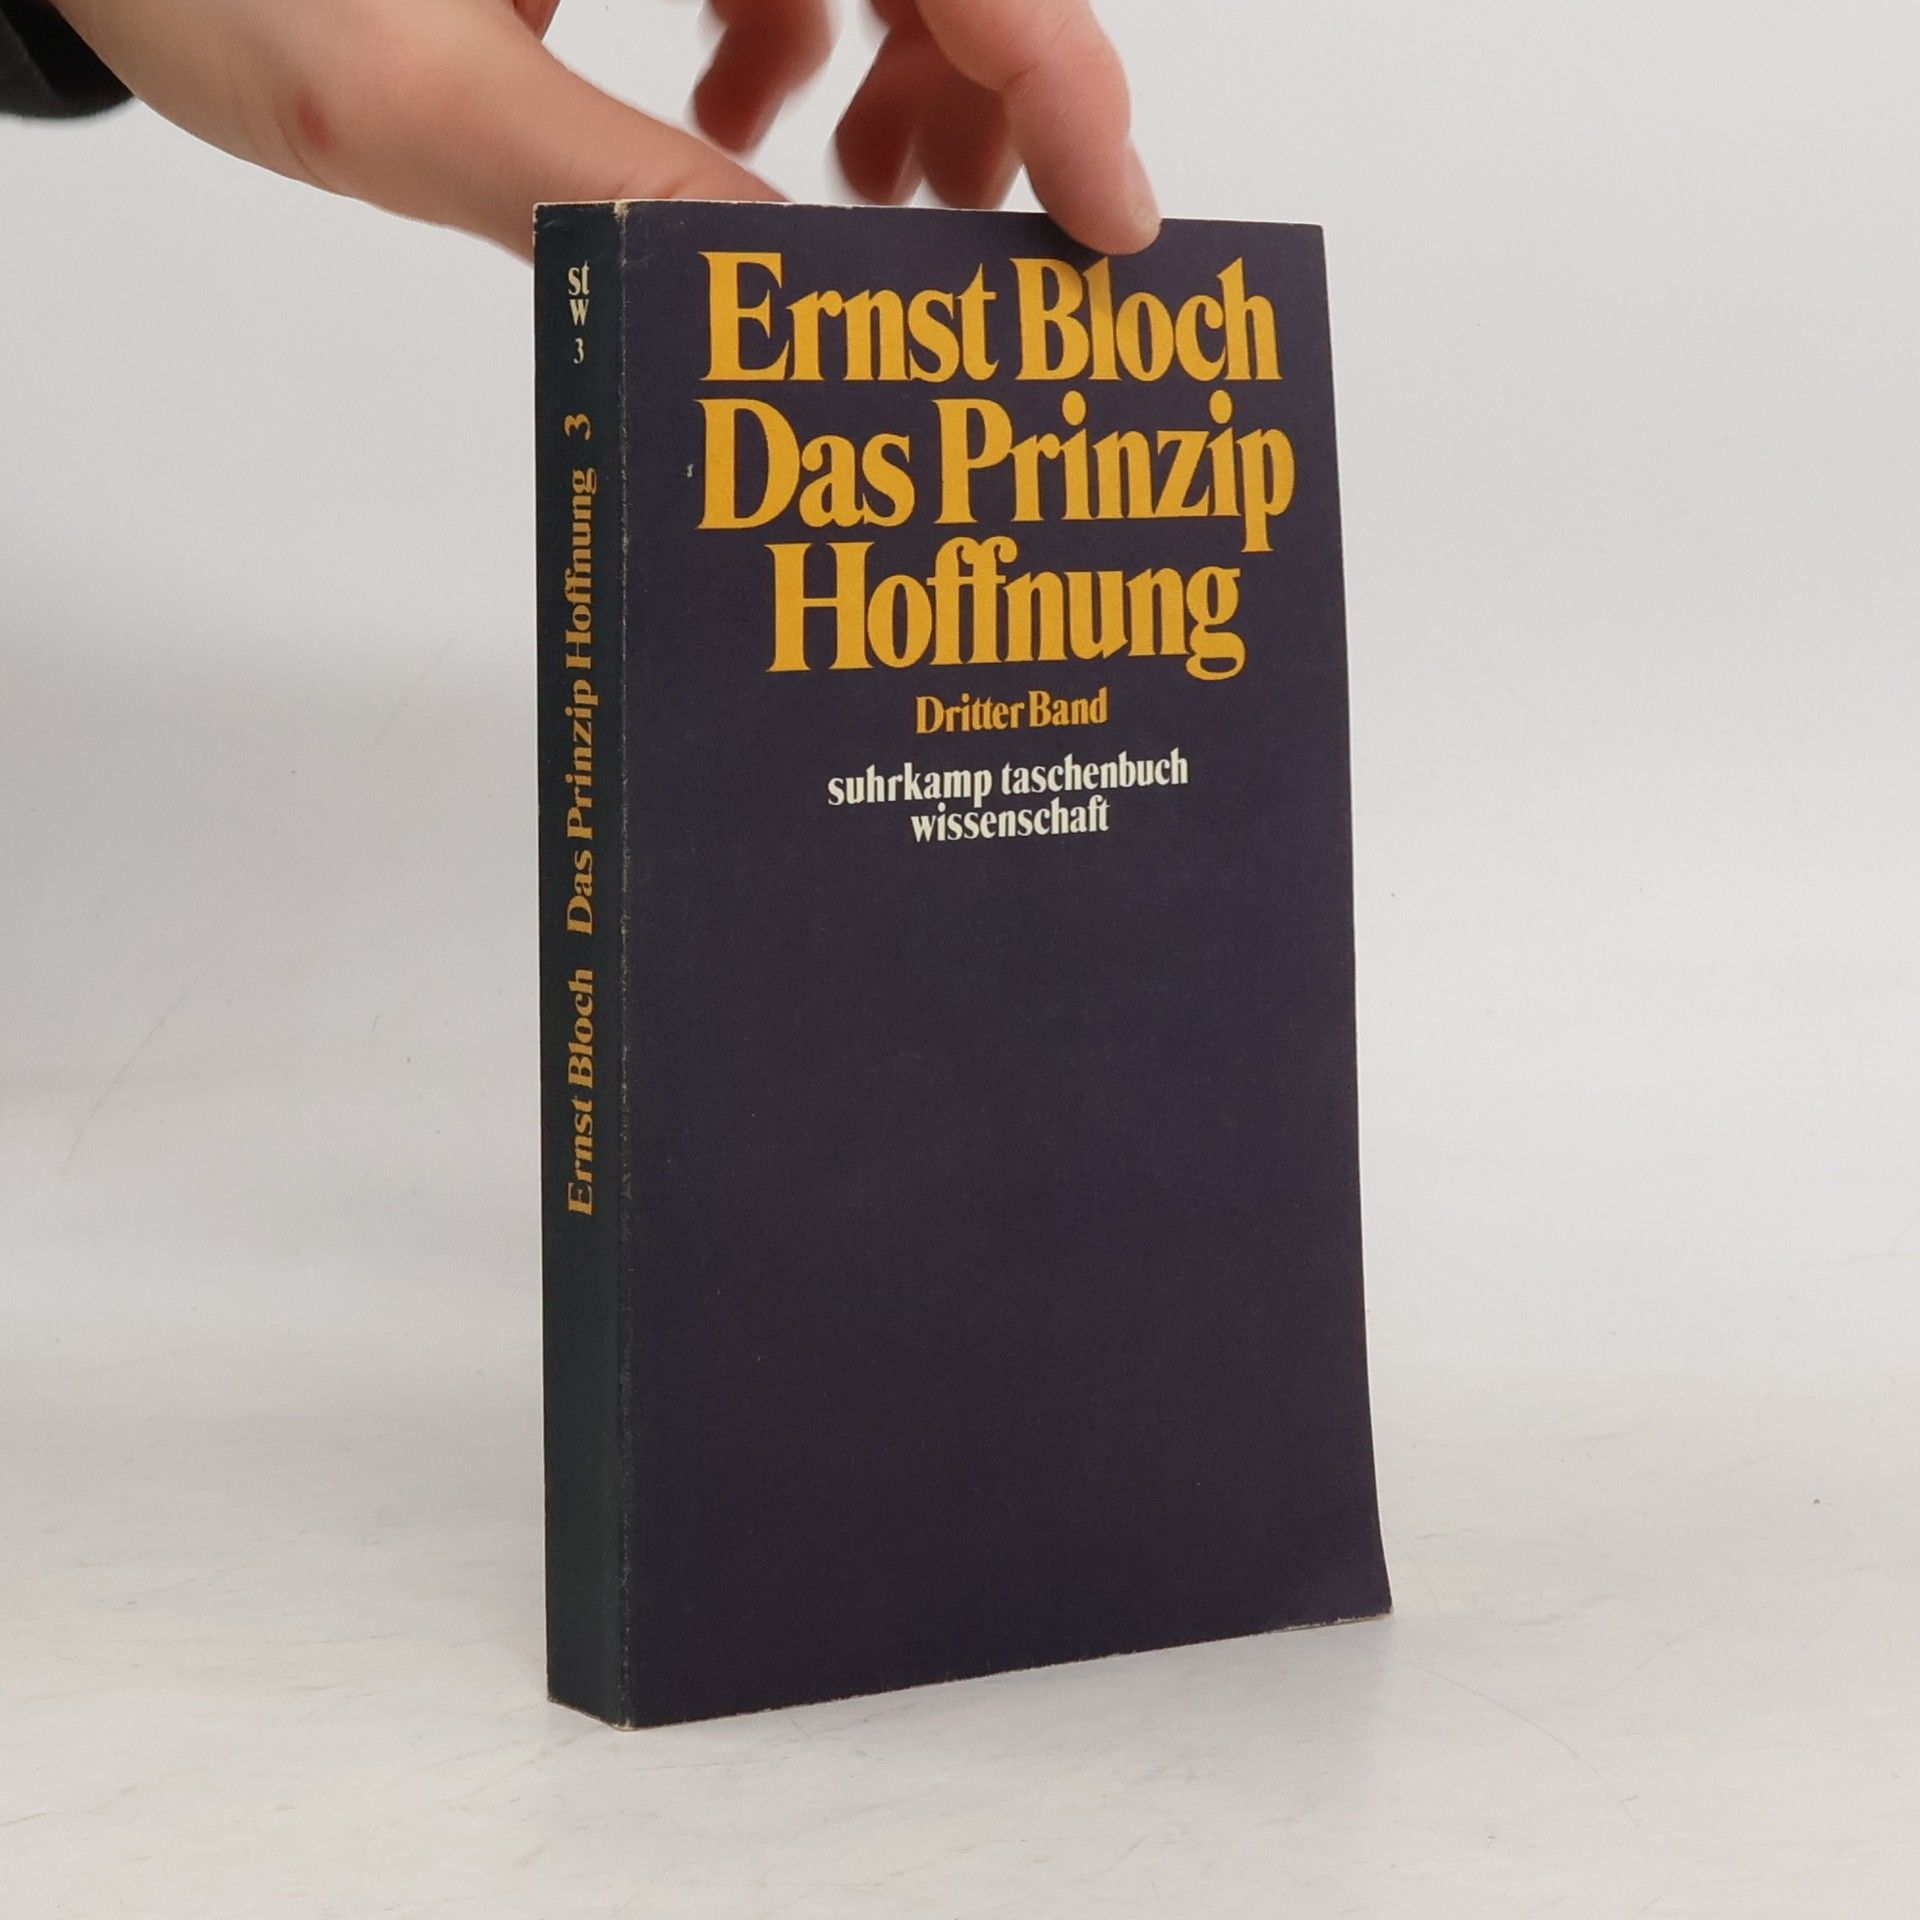 Ernst Bloch
Das Prinzip
Hoffnung
Dritter Band
suhrkamp taschenbuch
wissenschaft
st
w
3
Ernst Bloch Das Prinzip Hoffnung 3